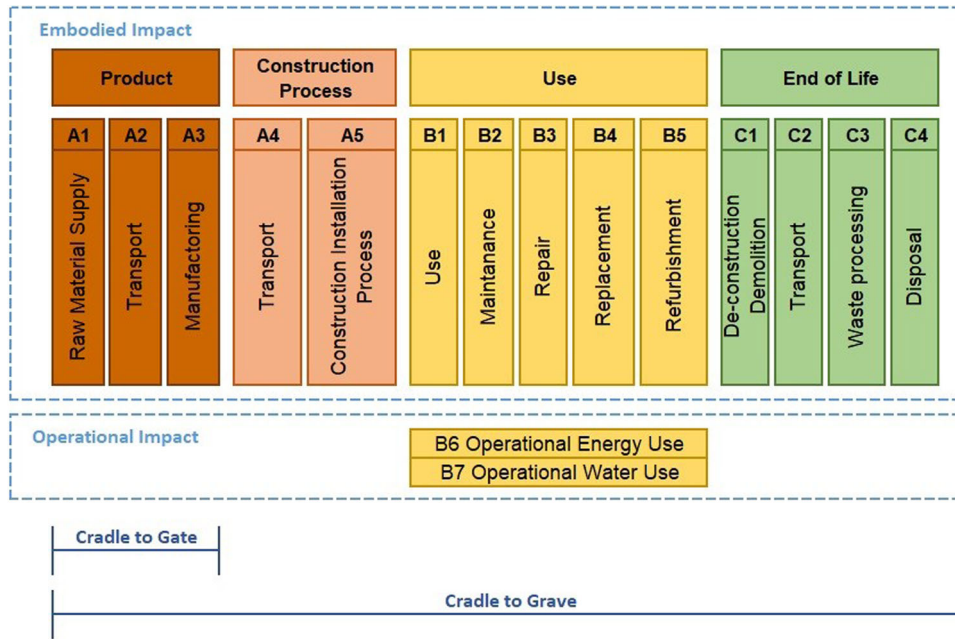 Embodied Impact
Product
Construction
Process
Use
End of Life
A1
A2
A3
A4
A5
B1
B2
B3
B4
B5
C1
C2
C3
C4
Raw Material Supply
Transport
Manufactoring
Transport
Construction Installation
Process
Use
Maintanance
Repair
Replacement
Refurbishment
De-construction
Demolition
Transport
Waste processing
Disposal
Operational Impact
B6 Operational Energy Use
B7 Operational Water Use
Cradle to Gate
Cradle to Grave